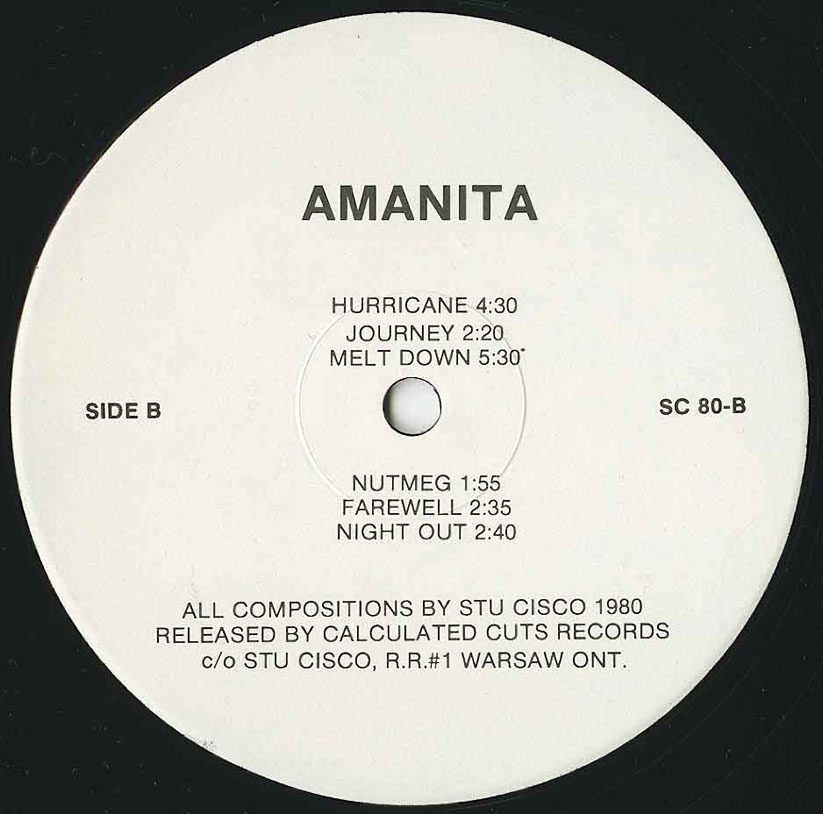 AMANITA
HURRICANE 4:30
JOURNEY 2:20
MELT DOWN 5:30
SIDE B
SC 80-B
NUTMEG 1:55
FAREWELL 2:35
NIGHT OUT 2:40
ALL COMPOSITIONS BY STU CISCO 1980
RELEASED BY CALCULATED CUTS RECORDS
c/o STU CISCO, R.R.#1 WARSAW ONT.